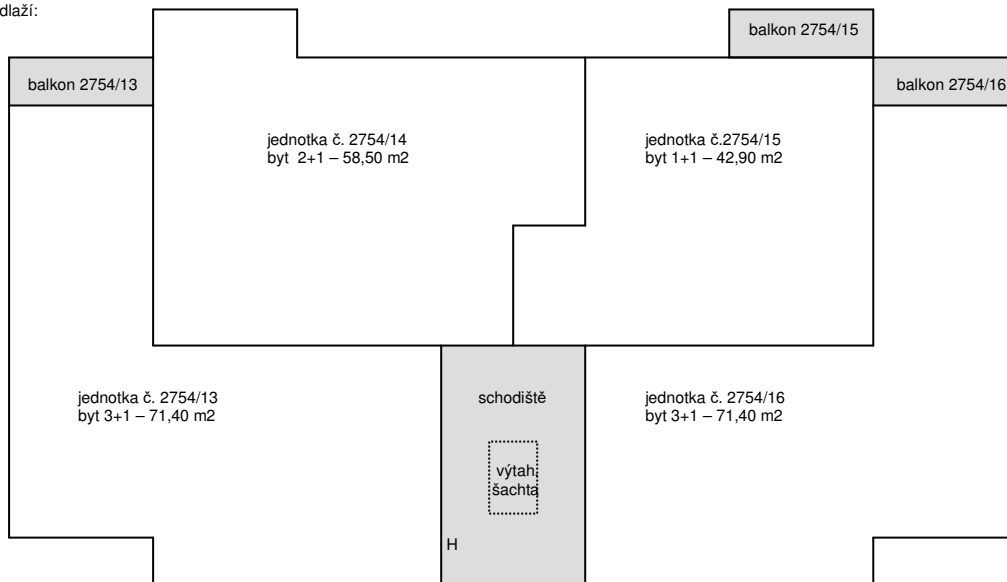 dlaží:
balkon 2754/15
balkon 2754/13
balkon 2754/16
jednotka č. 2754/14
byt 2+1 – 58,50 m2
jednotka č.2754/15
byt 1+1 – 42,90 m2
jednotka č. 2754/13
byt 3+1 – 71,40 m2
schodiště
jednotka č. 2754/16
byt 3+1 – 71,40 m2
výtah.
šachta
H